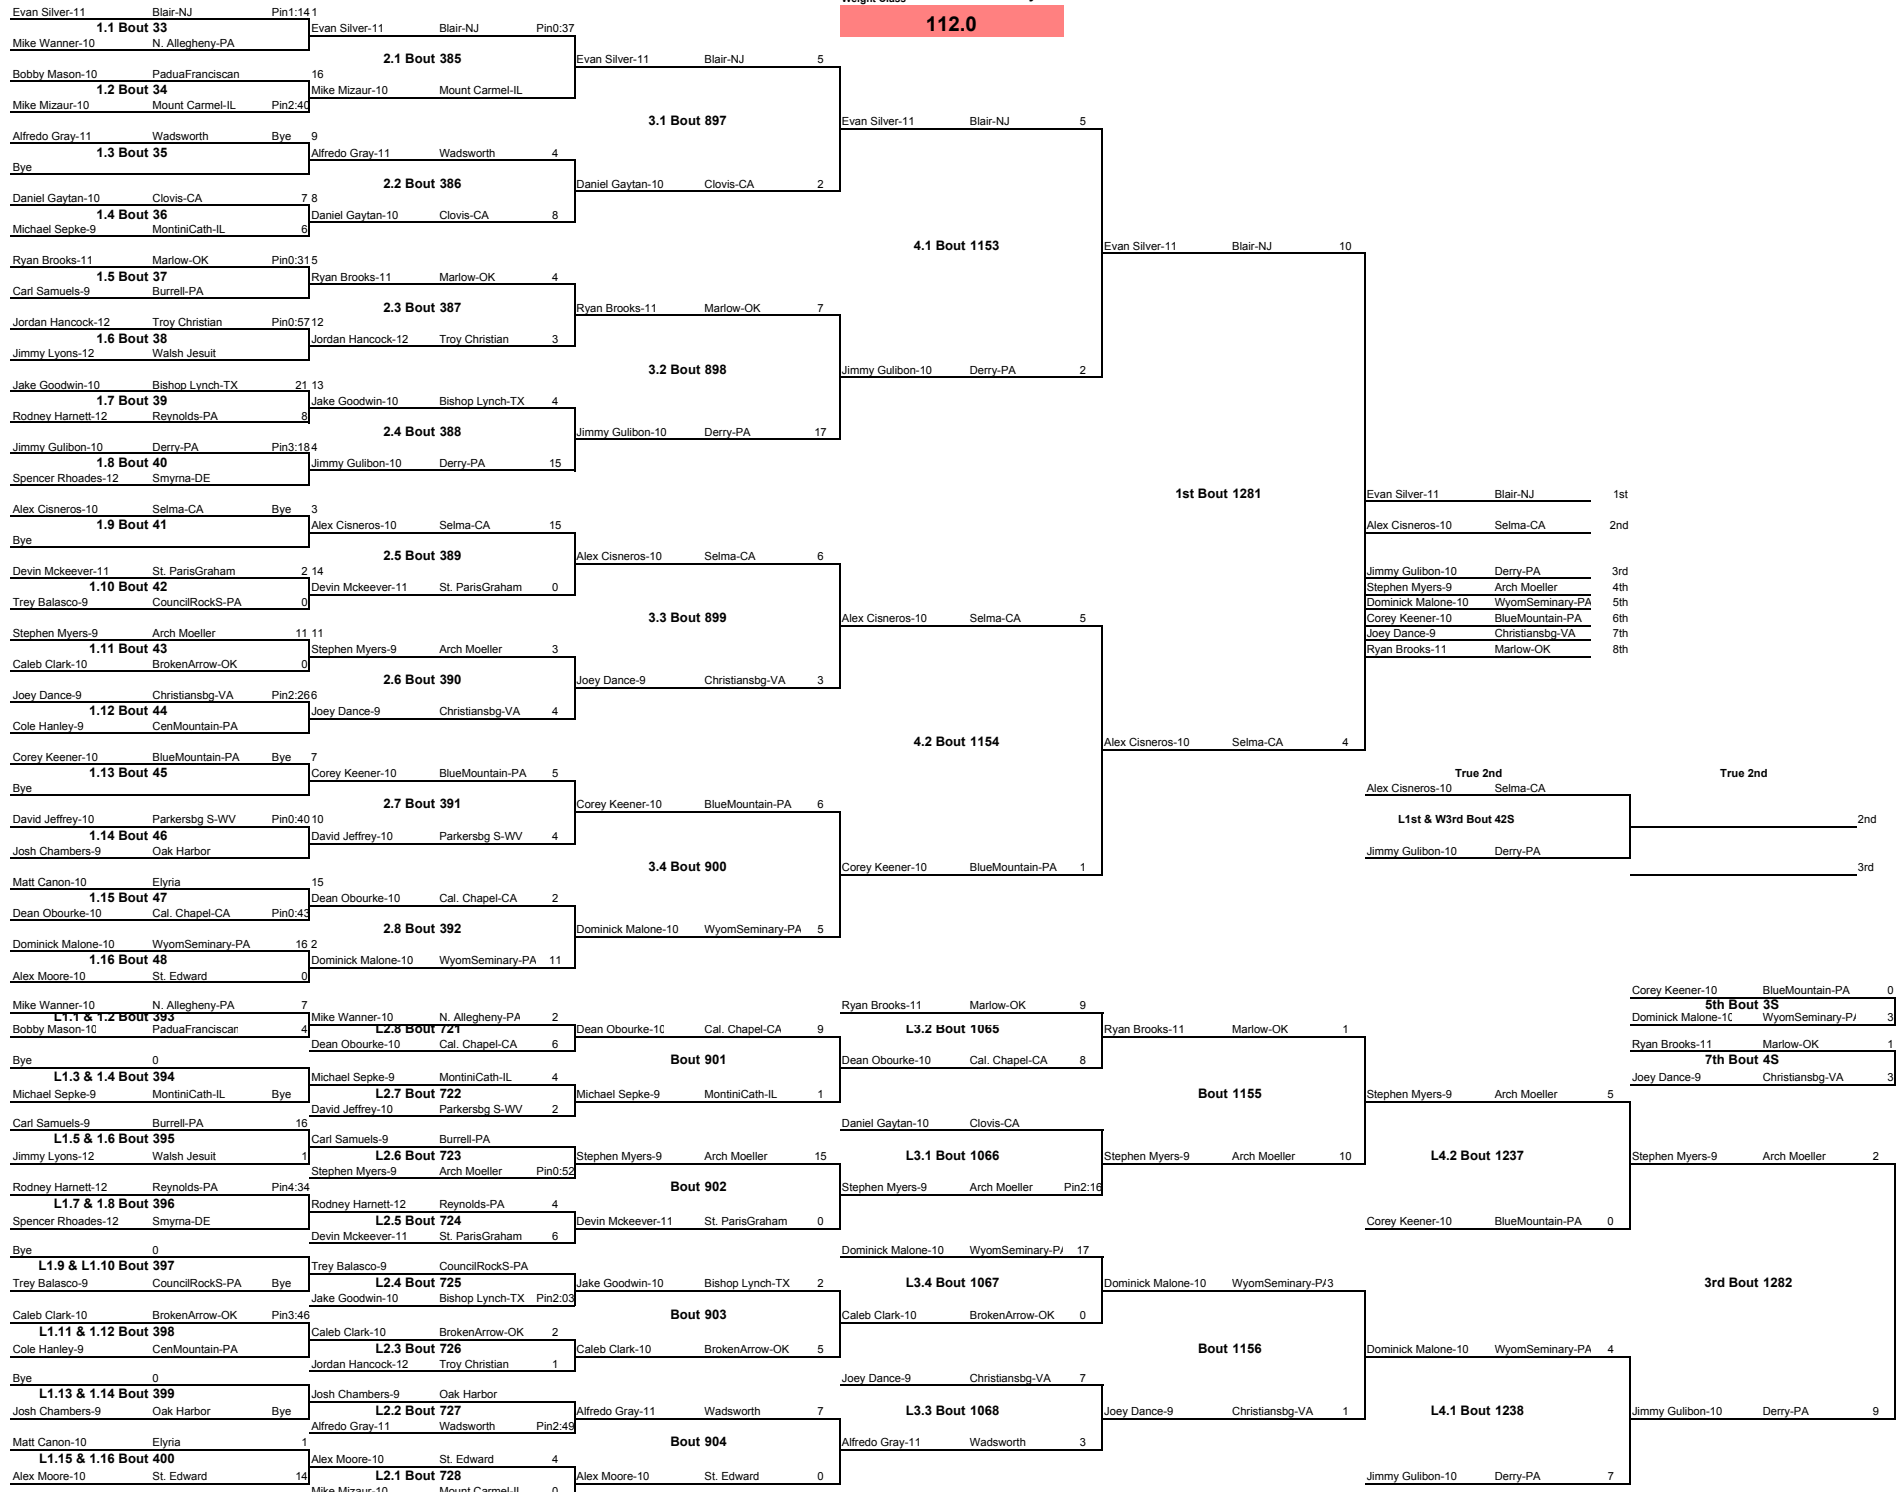 Weight Class
112.0
Evan Silver-11 Blair-NJ Pin1:14 1
1.1 Bout 33
Mike Wanner-10 N. Allegheny-PA
Bobby Mason-10 PaduaFranciscan 16
1.2 Bout 34
Mike Mizaur-10 Mount Carmel-IL Pin2:40
Alfredo Gray-11 Wadsworth Bye 9
1.3 Bout 35
Bye
Daniel Gaytan-10 Clovis-CA 7 8
1.4 Bout 36
Michael Sepke-9 MontiniCath-IL 6
Ryan Brooks-11 Marlow-OK Pin0:31 5
1.5 Bout 37
Carl Samuels-9 Burrell-PA
Jordan Hancock-12 Troy Christian Pin0:57 12
1.6 Bout 38
Jimmy Lyons-12 Walsh Jesuit
Jake Goodwin-10 Bishop Lynch-TX 21 13
1.7 Bout 39
Rodney Harnett-12 Reynolds-PA 8
Jimmy Gulibon-10 Derry-PA Pin3:18 4
1.8 Bout 40
Spencer Rhoades-12 Smyrna-DE
Alex Cisneros-10 Selma-CA Bye 3
1.9 Bout 41
Bye
Devin Mckeever-11 St. ParisGraham 2 14
1.10 Bout 42
Trey Balasco-9 CouncilRockS-PA 0
Stephen Myers-9 Arch Moeller 11 11
1.11 Bout 43
Caleb Clark-10 BrokenArrow-OK 0
Joey Dance-9 Christiansbg-VA Pin2:26 6
1.12 Bout 44
Cole Hanley-9 CenMountain-PA
Corey Keener-10 BlueMountain-PA Bye 7
1.13 Bout 45
Bye
David Jeffrey-10 Parkersbg S-WV Pin0:40 10
1.14 Bout 46
Josh Chambers-9 Oak Harbor
Matt Canon-10 Elyria 15
1.15 Bout 47
Dean Obourke-10 Cal. Chapel-CA Pin0:43
Dominick Malone-10 WyomSeminary-PA 16 2
1.16 Bout 48
Alex Moore-10 St. Edward 0
Evan Silver-11 Blair-NJ Pin0:37
2.1 Bout 385
Mike Mizaur-10 Mount Carmel-IL
Alfredo Gray-11 Wadsworth 4
2.2 Bout 386
Daniel Gaytan-10 Clovis-CA 8
Ryan Brooks-11 Marlow-OK 4
2.3 Bout 387
Jordan Hancock-12 Troy Christian 3
Jake Goodwin-10 Bishop Lynch-TX 4
2.4 Bout 388
Jimmy Gulibon-10 Derry-PA 15
Alex Cisneros-10 Selma-CA 15
2.5 Bout 389
Devin Mckeever-11 St. ParisGraham 0
Stephen Myers-9 Arch Moeller 3
2.6 Bout 390
Joey Dance-9 Christiansbg-VA 4
Corey Keener-10 BlueMountain-PA 5
2.7 Bout 391
David Jeffrey-10 Parkersbg S-WV 4
Dean Obourke-10 Cal. Chapel-CA 2
2.8 Bout 392
Dominick Malone-10 WyomSeminary-PA 11
Evan Silver-11 Blair-NJ 5
3.1 Bout 897
Daniel Gaytan-10 Clovis-CA 2
Ryan Brooks-11 Marlow-OK 7
3.2 Bout 898
Jimmy Gulibon-10 Derry-PA 17
Alex Cisneros-10 Selma-CA 6
3.3 Bout 899
Joey Dance-9 Christiansbg-VA 3
Corey Keener-10 BlueMountain-PA 6
3.4 Bout 900
Dominick Malone-10 WyomSeminary-PA 5
Evan Silver-11 Blair-NJ 5
4.1 Bout 1153
Jimmy Gulibon-10 Derry-PA 2
Alex Cisneros-10 Selma-CA 5
4.2 Bout 1154
Corey Keener-10 BlueMountain-PA 1
Evan Silver-11 Blair-NJ 10
1st Bout 1281
Alex Cisneros-10 Selma-CA 4
Evan Silver-11 Blair-NJ 1st
Alex Cisneros-10 Selma-CA 2nd
Jimmy Gulibon-10 Derry-PA 3rd
Stephen Myers-9 Arch Moeller 4th
Dominick Malone-10 WyomSeminary-PA 5th
Corey Keener-10 BlueMountain-PA 6th
Joey Dance-9 Christiansbg-VA 7th
Ryan Brooks-11 Marlow-OK 8th
True 2nd True 2nd
Alex Cisneros-10 Selma-CA
L1st & W3rd Bout 42S
2nd
Jimmy Gulibon-10 Derry-PA
3rd
Mike Wanner-10 N. Allegheny-PA 7
L1.1 & 1.2 Bout 393
Bobby Mason-10 PaduaFranciscan 4
Bye 0
L1.3 & 1.4 Bout 394
Michael Sepke-9 MontiniCath-IL Bye
Carl Samuels-9 Burrell-PA 16
L1.5 & 1.6 Bout 395
Jimmy Lyons-12 Walsh Jesuit 1
Rodney Harnett-12 Reynolds-PA Pin4:34
L1.7 & 1.8 Bout 396
Spencer Rhoades-12 Smyrna-DE
Bye 0
L1.9 & L1.10 Bout 397
Trey Balasco-9 CouncilRockS-PA Bye
Caleb Clark-10 BrokenArrow-OK Pin3:46
L1.11 & 1.12 Bout 398
Cole Hanley-9 CenMountain-PA
Bye 0
L1.13 & 1.14 Bout 399
Josh Chambers-9 Oak Harbor Bye
Matt Canon-10 Elyria 1
L1.15 & 1.16 Bout 400
Alex Moore-10 St. Edward 14
Mike Wanner-10 N. Allegheny-PA 2
L2.8 Bout 721
Dean Obourke-10 Cal. Chapel-CA 6
Michael Sepke-9 MontiniCath-IL 4
L2.7 Bout 722
David Jeffrey-10 Parkersbg S-WV 2
Carl Samuels-9 Burrell-PA
L2.6 Bout 723
Stephen Myers-9 Arch Moeller Pin0:52
Rodney Harnett-12 Reynolds-PA 4
L2.5 Bout 724
Devin Mckeever-11 St. ParisGraham 6
Trey Balasco-9 CouncilRockS-PA
L2.4 Bout 725
Jake Goodwin-10 Bishop Lynch-TX Pin2:03
Caleb Clark-10 BrokenArrow-OK 2
L2.3 Bout 726
Jordan Hancock-12 Troy Christian 1
Josh Chambers-9 Oak Harbor
L2.2 Bout 727
Alfredo Gray-11 Wadsworth Pin2:49
Alex Moore-10 St. Edward 4
L2.1 Bout 728
Mike Mizaur-10 Mount Carmel-IL 0
Dean Obourke-10 Cal. Chapel-CA 9
Bout 901
Michael Sepke-9 MontiniCath-IL 1
Stephen Myers-9 Arch Moeller 15
Bout 902
Devin Mckeever-11 St. ParisGraham 0
Jake Goodwin-10 Bishop Lynch-TX 2
Bout 903
Caleb Clark-10 BrokenArrow-OK 5
Alfredo Gray-11 Wadsworth 7
Bout 904
Alex Moore-10 St. Edward 0
Ryan Brooks-11 Marlow-OK 9
L3.2 Bout 1065
Dean Obourke-10 Cal. Chapel-CA 8
Daniel Gaytan-10 Clovis-CA
L3.1 Bout 1066
Stephen Myers-9 Arch Moeller Pin2:16
Dominick Malone-10 WyomSeminary-P/ 17
L3.4 Bout 1067
Caleb Clark-10 BrokenArrow-OK 0
Joey Dance-9 Christiansbg-VA 7
L3.3 Bout 1068
Alfredo Gray-11 Wadsworth 3
Ryan Brooks-11 Marlow-OK 1
Bout 1155
Stephen Myers-9 Arch Moeller 10
Dominick Malone-10 WyomSeminary-P/ 3
Bout 1156
Joey Dance-9 Christiansbg-VA 1
Stephen Myers-9 Arch Moeller 5
L4.2 Bout 1237
Corey Keener-10 BlueMountain-PA 0
Dominick Malone-10 WyomSeminary-PA 4
L4.1 Bout 1238
Jimmy Gulibon-10 Derry-PA 7
Corey Keener-10 BlueMountain-PA 0
5th Bout 3S
Dominick Malone-10 WyomSeminary-P/ 3
Ryan Brooks-11 Marlow-OK 1
7th Bout 4S
Joey Dance-9 Christiansbg-VA 3
Stephen Myers-9 Arch Moeller 2
3rd Bout 1282
Jimmy Gulibon-10 Derry-PA 9